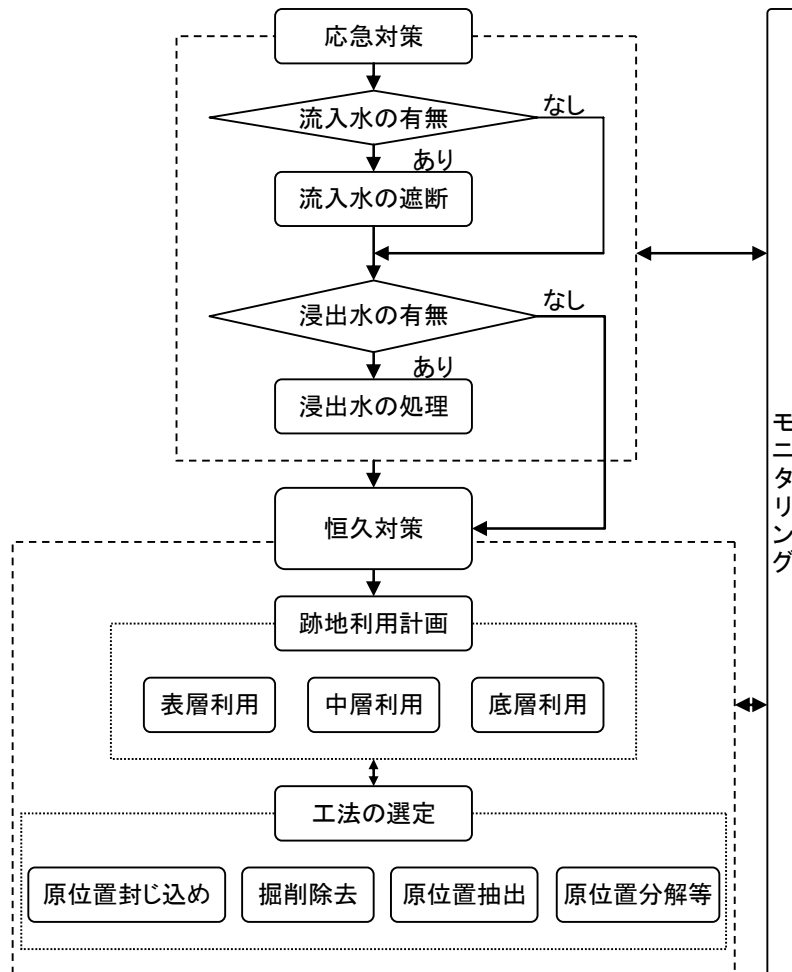 応急対策
流入水の有無
なし
あり
流入水の遮断
浸出水の有無
なし
あり
浸出水の処理
恒久対策
跡地利用計画
表層利用
中層利用
底層利用
工法の選定
原位置封じ込め
掘削除去
原位置抽出
原位置分解等
モニタリング